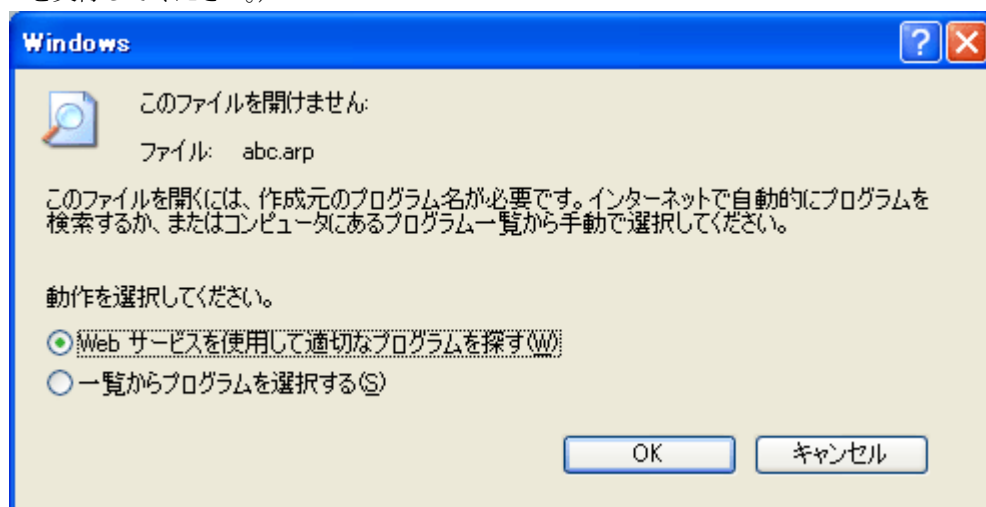 Windows
このファイルを開けません:
ファイル: abc.arp
このファイルを開くには、作成元のプログラム名が必要です。インターネットで自動的にプログラムを
検索するか、またはコンピュータにあるプログラム一覧から手動で選択してください。
動作を選択してください。
Web サービスを使用して適切なプログラムを探す(W)
一覧からプログラムを選択する(S)
OK キャンセル